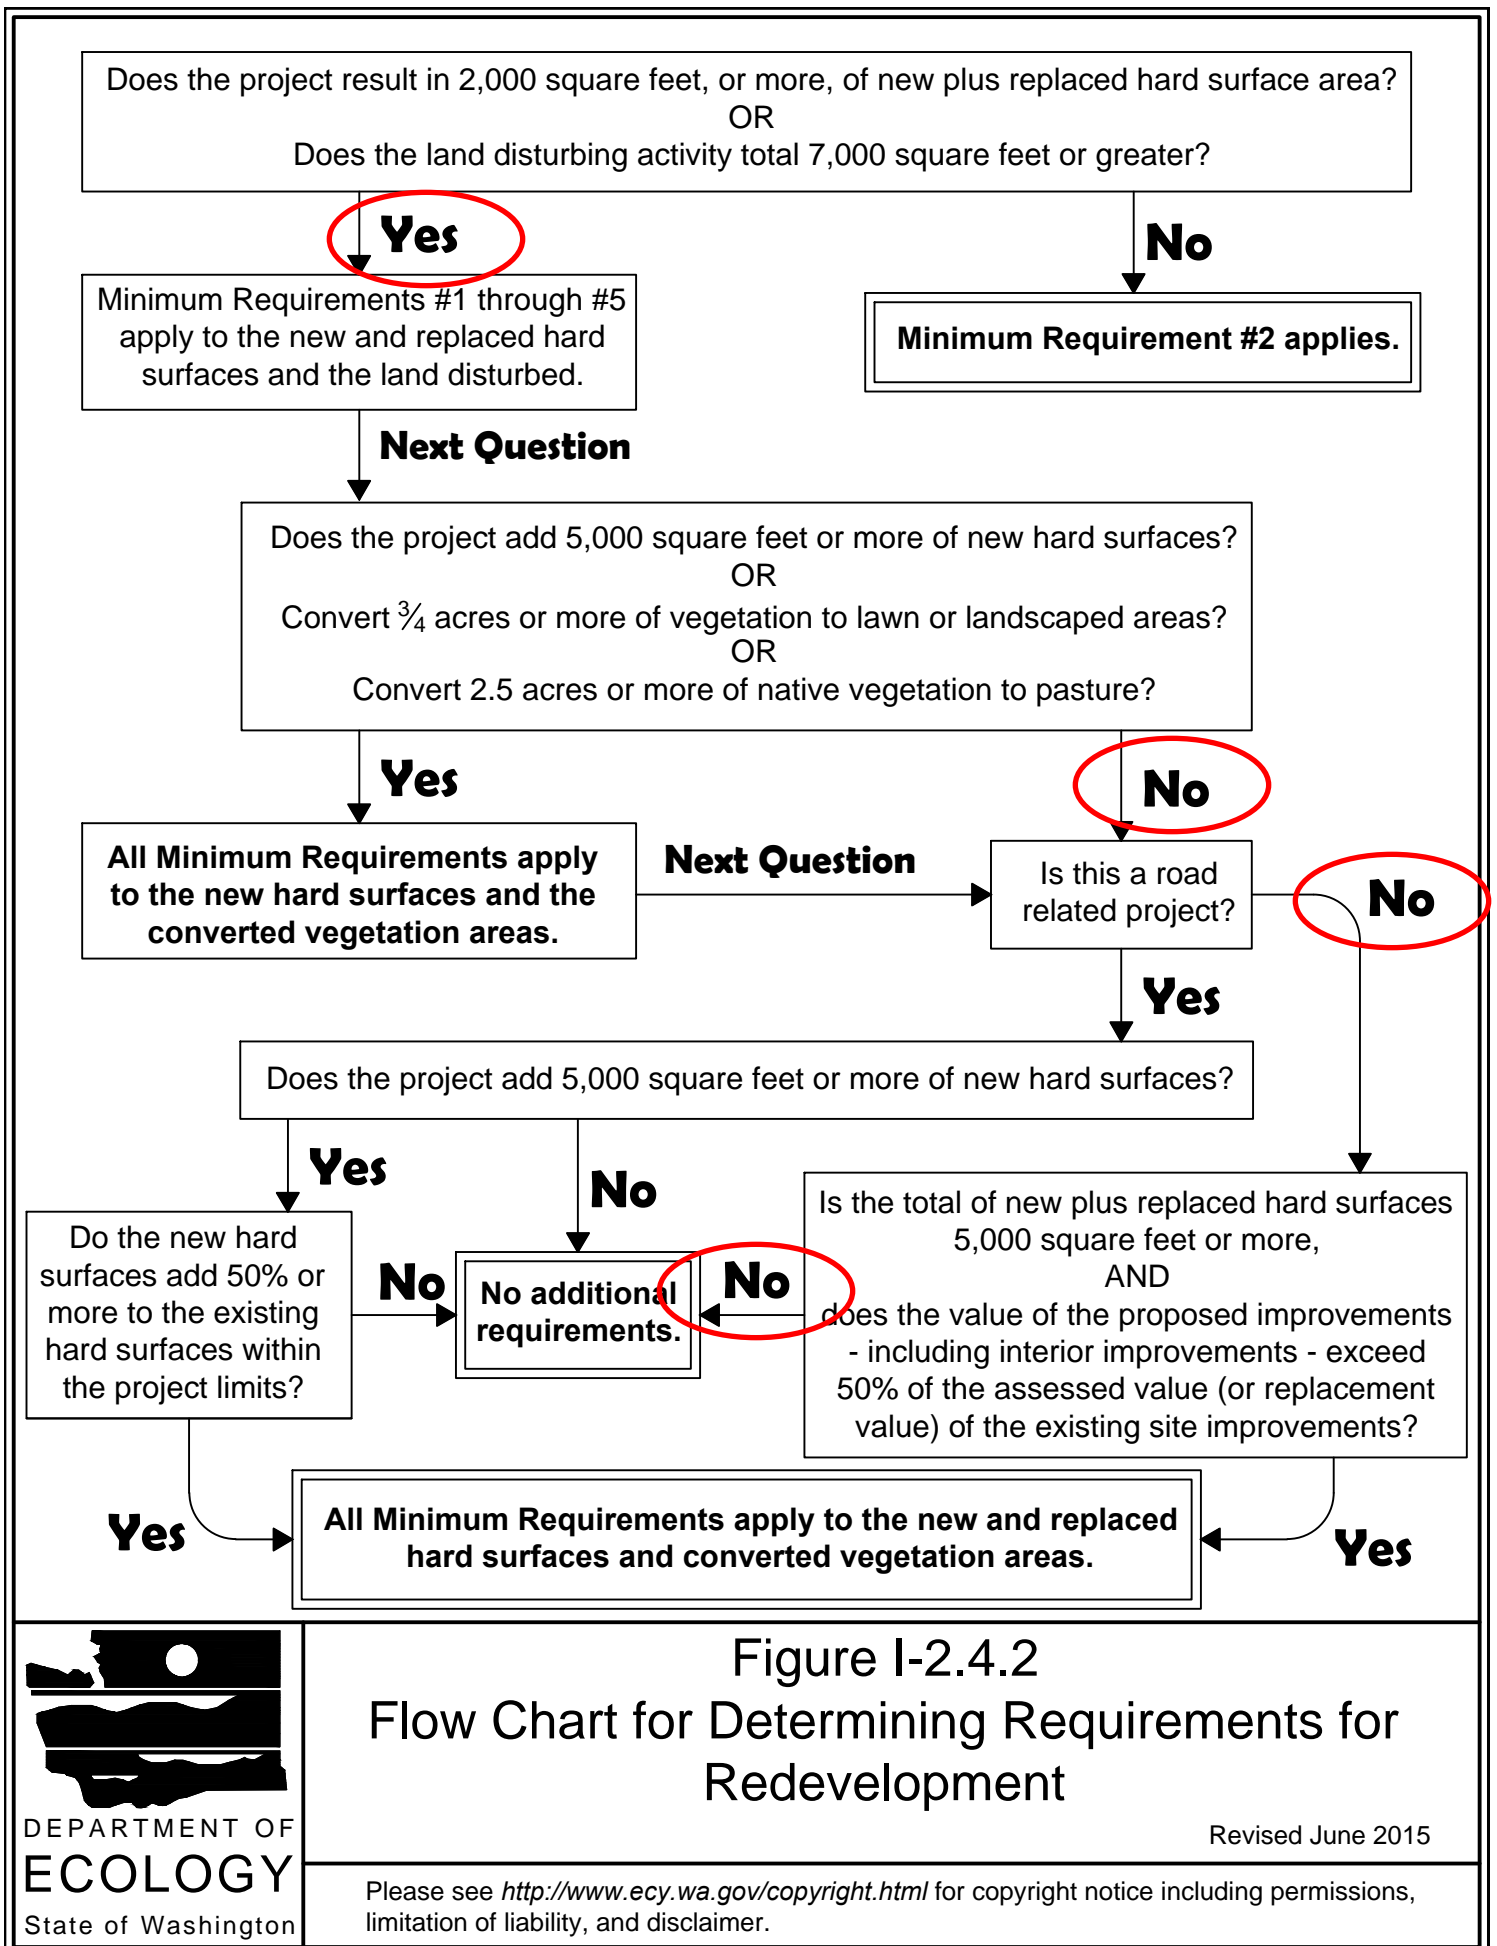 Does the project result in 2,000 square feet, or more, of new plus replaced hard surface area?
OR
Does the land disturbing activity total 7,000 square feet or greater?
Yes
No
Minimum Requirements #1 through #5
apply to the new and replaced hard
surfaces and the land disturbed.
Minimum Requirement #2 applies.
Next Question
Does the project add 5,000 square feet or more of new hard surfaces?
OR
Convert ¾ acres or more of vegetation to lawn or landscaped areas?
OR
Convert 2.5 acres or more of native vegetation to pasture?
Yes
No
All Minimum Requirements apply
to the new hard surfaces and the
converted vegetation areas.
Next Question
Is this a road
related project?
No
Yes
Does the project add 5,000 square feet or more of new hard surfaces?
Yes
No
Do the new hard
surfaces add 50% or
more to the existing
hard surfaces within
the project limits?
No
No additional
requirements.
No
Is the total of new plus replaced hard surfaces
5,000 square feet or more,
AND
does the value of the proposed improvements
- including interior improvements - exceed
50% of the assessed value (or replacement
value) of the existing site improvements?
Yes
All Minimum Requirements apply to the new and replaced
hard surfaces and converted vegetation areas.
Yes
DEPARTMENT OF
ECOLOGY
State of Washington
Figure I-2.4.2
Flow Chart for Determining Requirements for
Redevelopment
Revised June 2015
Please see http://www.ecy.wa.gov/copyright.html for copyright notice including permissions,
limitation of liability, and disclaimer.